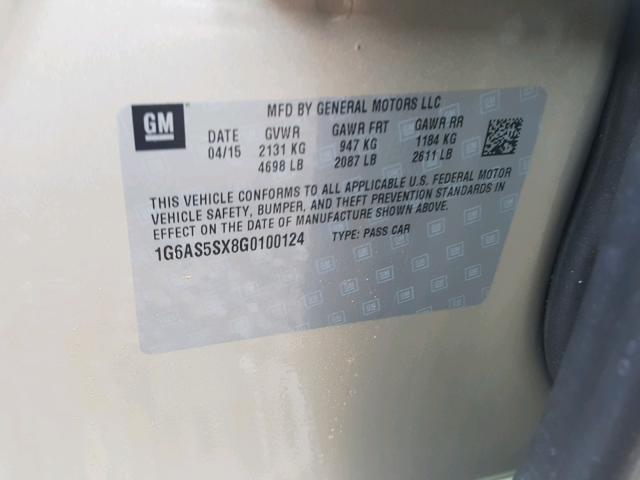 GM
MFD BY GENERAL MOTORS LLC
DATE GVWR GAWR FRT GAWR RR
04/15 2131 KG 947 KG 1184 KG
4698 LB 2087 LB 2611 LB
THIS VEHICLE CONFORMS TO ALL APPLICABLE U.S. FEDERAL MOTOR
VEHICLE SAFETY, BUMPER, AND THEFT PREVENTION STANDARDS IN
EFFECT ON THE DATE OF MANUFACTURE SHOWN ABOVE.
1G6AS5SX8G0100124 TYPE: PASS CAR